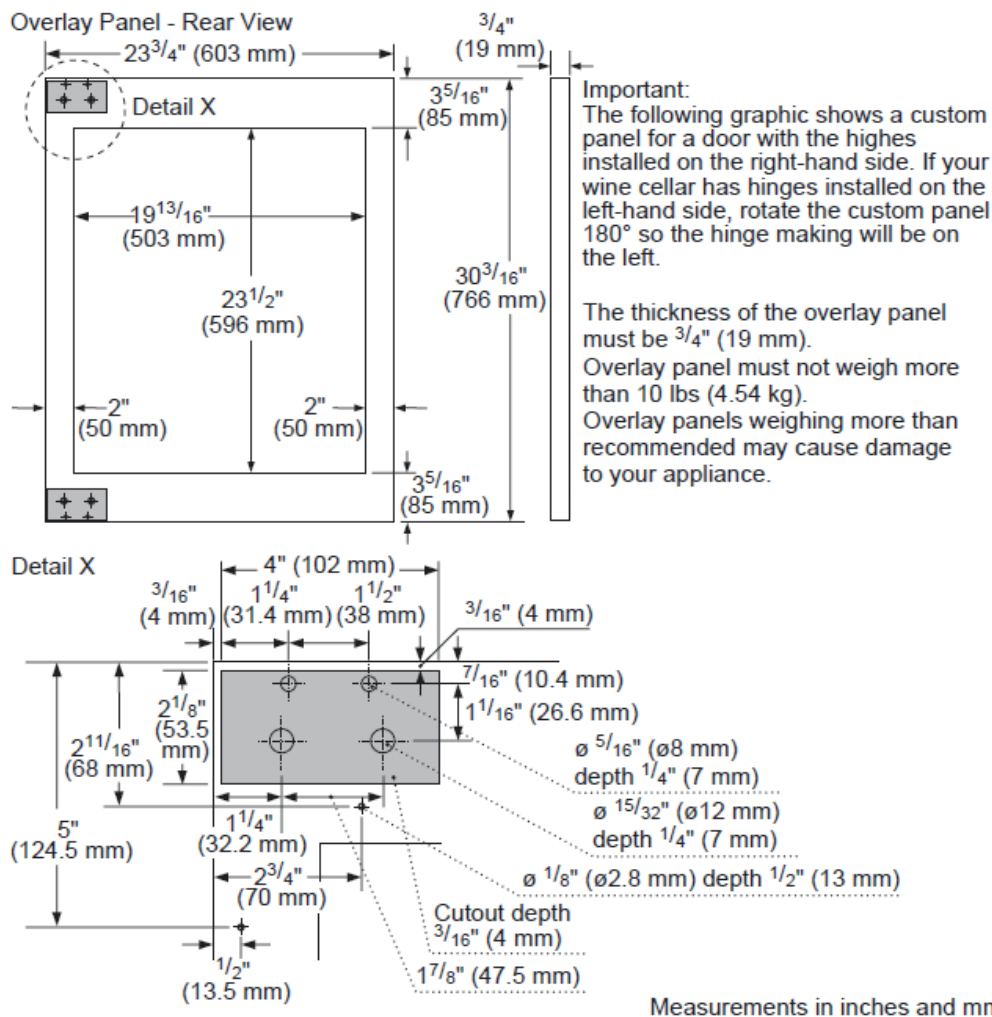 Overlay Panel - Rear View
23 3/4" (603 mm)
3/4"
(19 mm)
Detail X
3 5/16"
(85 mm)
19 13/16"
(503 mm)
23 1/2"
(596 mm)
30 3/16"
(766 mm)
2"
(50 mm)
2"
(50 mm)
3 5/16"
(85 mm)
Important:
The following graphic shows a custom
panel for a door with the highes
installed on the right-hand side. If your
wine cellar has hinges installed on the
left-hand side, rotate the custom panel
180° so the hinge making will be on
the left.
The thickness of the overlay panel
must be 3/4" (19 mm).
Overlay panel must not weigh more
than 10 lbs (4.54 kg).
Overlay panels weighing more than
recommended may cause damage
to your appliance.
Detail X
4" (102 mm)
3/16"
(4 mm)
1 1/4"
(31.4 mm)
1 1/2"
(38 mm)
3/16" (4 mm)
7/16" (10.4 mm)
1 1/16" (26.6 mm)
2 1/8"
(53.5
mm)
2 11/16"
(68 mm)
5"
(124.5 mm)
ø 5/16" (ø8 mm)
depth 1/4" (7 mm)
ø 15/32" (ø12 mm)
depth 1/4" (7 mm)
1 1/4"
(32.2 mm)
2 3/4"
(70 mm)
ø 1/8" (ø2.8 mm) depth 1/2" (13 mm)
Cutout depth
3/16" (4 mm)
1 7/8" (47.5 mm)
1/2"
(13.5 mm)
Measurements in inches and mm